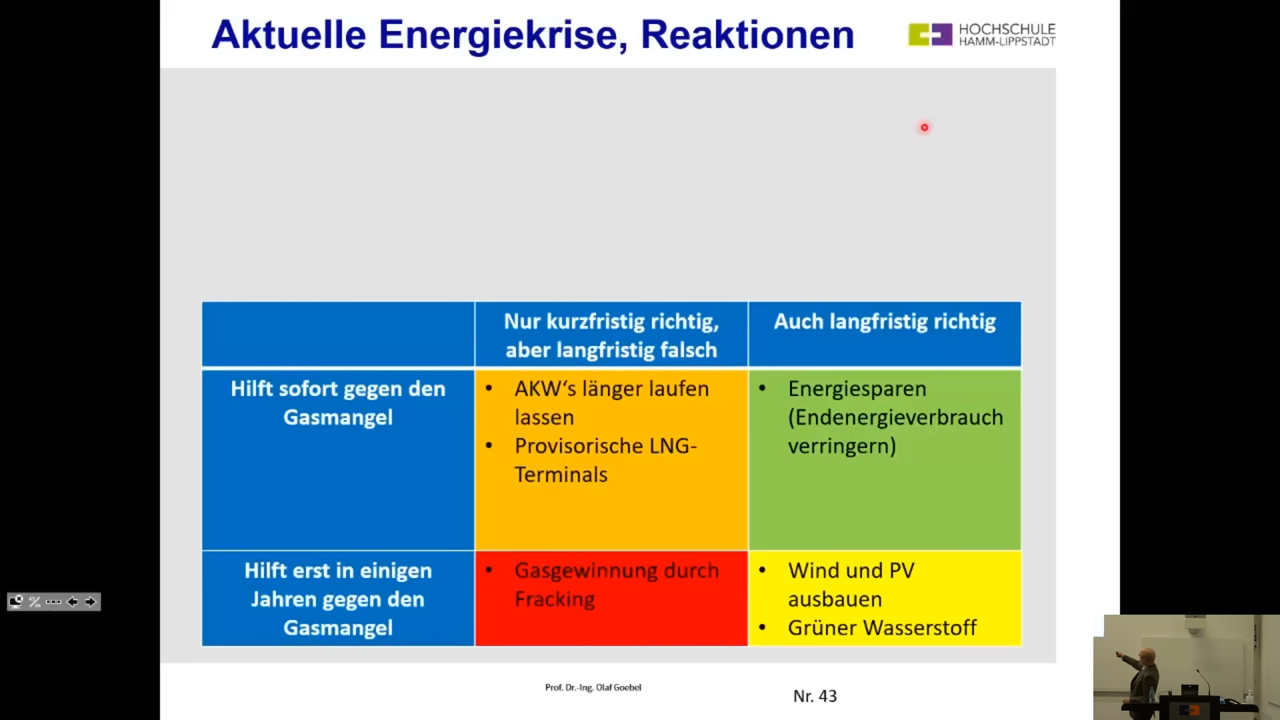 Aktuelle Energiekrise, Reaktionen
HOCHSCHULE
HAMM-LIPPSTADT
Nur kurzfristig richtig,
aber langfristig falsch
Auch langfristig richtig
Hilft sofort gegen den
Gasmangel
• AKW‘s länger laufen
lassen
• Provisorische LNG-
Terminals
• Energiesparen
(Endenergieverbrauch
verringern)
Hilft erst in einigen
Jahren gegen den
Gasmangel
• Gasgewinnung durch
Fracking
• Wind und PV
ausbauen
• Grüner Wasserstoff
Prof. Dr.-Ing. Olaf Goebel
Nr. 43